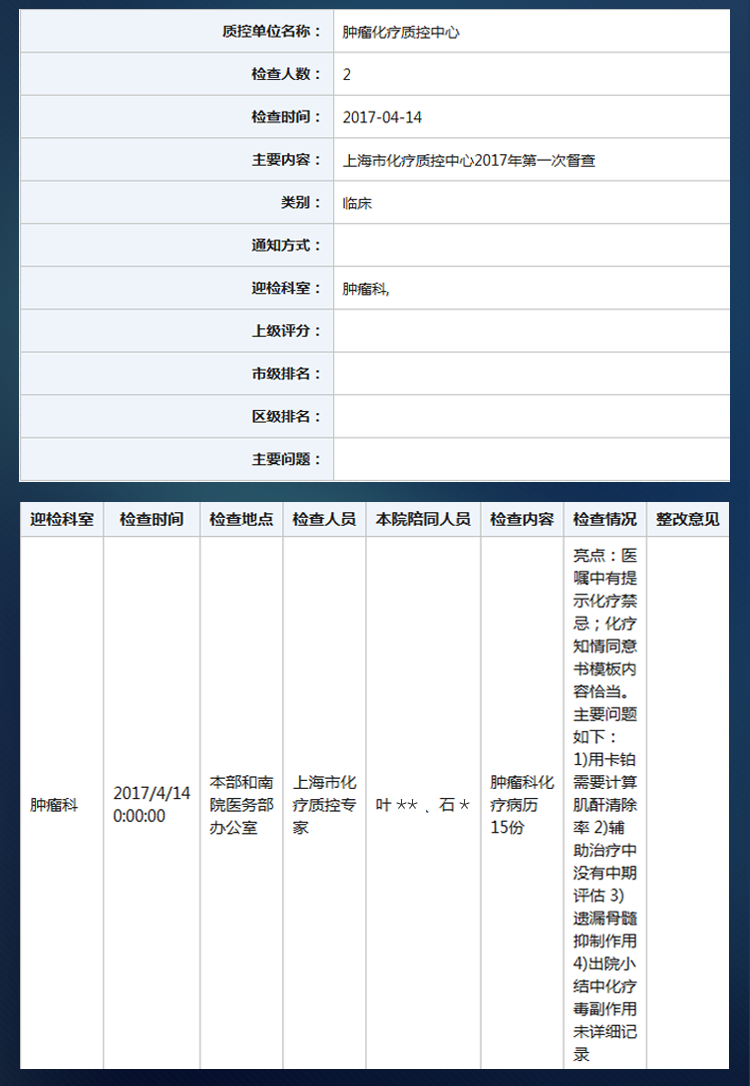 质控单位名称： 肿瘤化疗质控中心
检查人数： 2
检查时间： 2017-04-14
主要内容： 上海市化疗质控中心2017年第一次督查
类别： 临床
通知方式：
迎检科室： 肿瘤科,
上级评分：
市级排名：
区级排名：
主要问题：
迎检科室 检查时间 检查地点 检查人员 本院陪同人员 检查内容 检查情况 整改意见
肿瘤科
2017/4/14
0:00:00
本部和南
院医务部
办公室
上海市化
疗质控专
家
叶 ** 、石 *
肿瘤科化
疗病历
15份
亮点：医
嘱中有提
示化疗禁
忌；化疗
知情同意
书模板内
容恰当。
主要问题
如下：
1)用卡铂
需要计算
肌酐清除
率 2)辅
助治疗中
没有中期
评估 3)
遗漏骨髓
抑制作用
4)出院小
结中化疗
毒副作用
未详细记
录